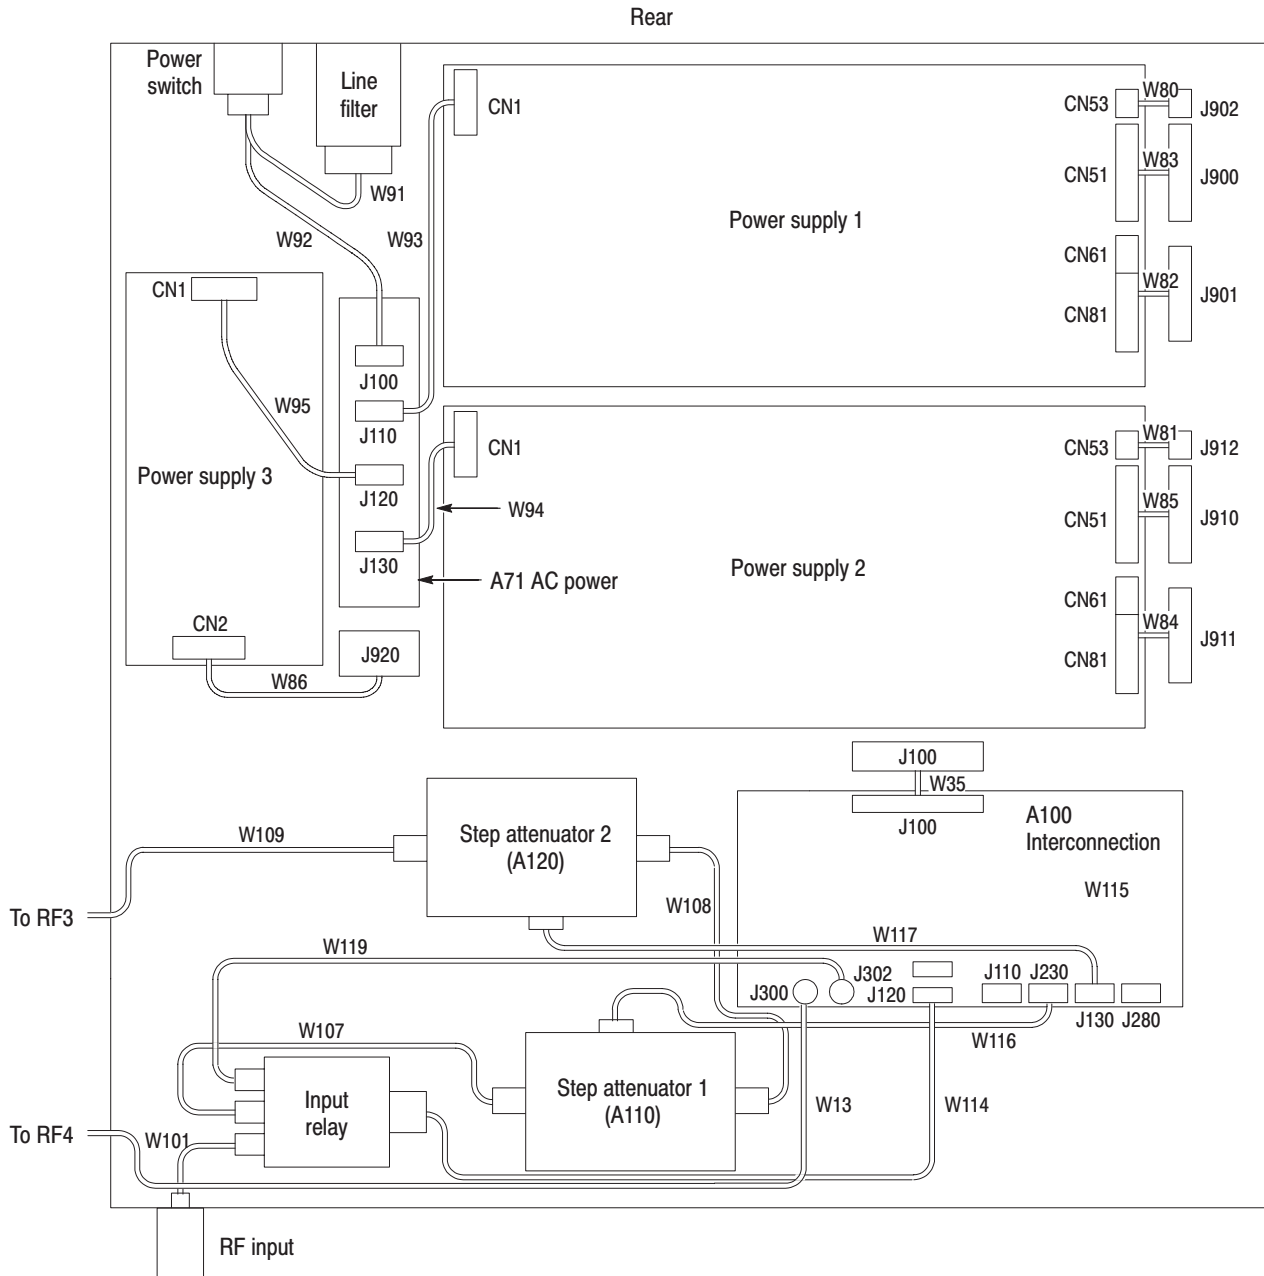 Rear
Power
switch
Line
filter
CN1
W80
CN53
J902
W83
CN51
J900
W91
W92
W93
Power supply 1
CN61
W82
CN81
J901
CN1
J100
W95
J110
CN1
W81
CN53
J912
Power supply 3
J120
W94
W85
CN51
J910
J130
A71 AC power
Power supply 2
CN61
W84
CN81
J911
CN2
J920
W86
J100
W35
J100
A100
Interconnection
W109
Step attenuator 2
(A120)
W115
To RF3
W108
W119
W117
J302
J110
J230
J300
J120
J130
J280
W107
W116
Input
relay
Step attenuator 1
(A110)
W13
W114
To RF4
W101
RF input